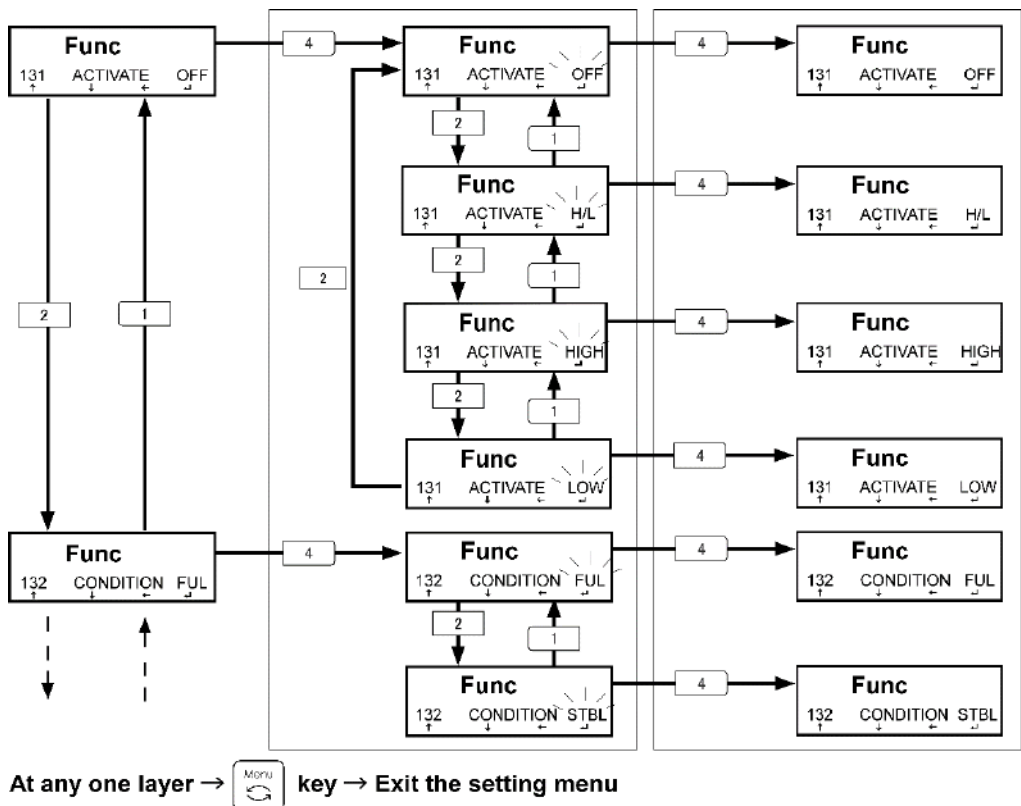 Func
131 ACTIVATE OFF
↑ ↓ ← ↵
4
Func
131 ACTIVATE OFF
↑ ↓ ← ↵
4
Func
131 ACTIVATE OFF
↑ ↓ ← ↵
2
1
Func
131 ACTIVATE H/L
↑ ↓ ← ↵
4
Func
131 ACTIVATE H/L
↑ ↓ ← ↵
2
2
1
2
1
Func
131 ACTIVATE HIGH
↑ ↓ ← ↵
4
Func
131 ACTIVATE HIGH
↑ ↓ ← ↵
2
1
Func
131 ACTIVATE LOW
↑ ↓ ← ↵
4
Func
131 ACTIVATE LOW
↑ ↓ ← ↵
Func
132 CONDITION FUL
↑ ↓ ← ↵
4
Func
132 CONDITION FUL
↑ ↓ ← ↵
4
Func
132 CONDITION FUL
↑ ↓ ← ↵
2
1
Func
132 CONDITION STBL
↑ ↓ ← ↵
4
Func
132 CONDITION STBL
↑ ↓ ← ↵
At any one layer → Menu key → Exit the setting menu